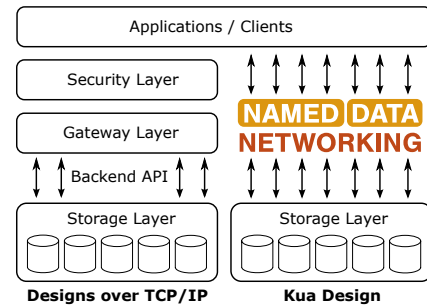 Applications / Clients
Security Layer
Gateway Layer
Backend API
Storage Layer
Designs over TCP/IP
NAMED DATA
NETWORKING
Storage Layer
Kua Design